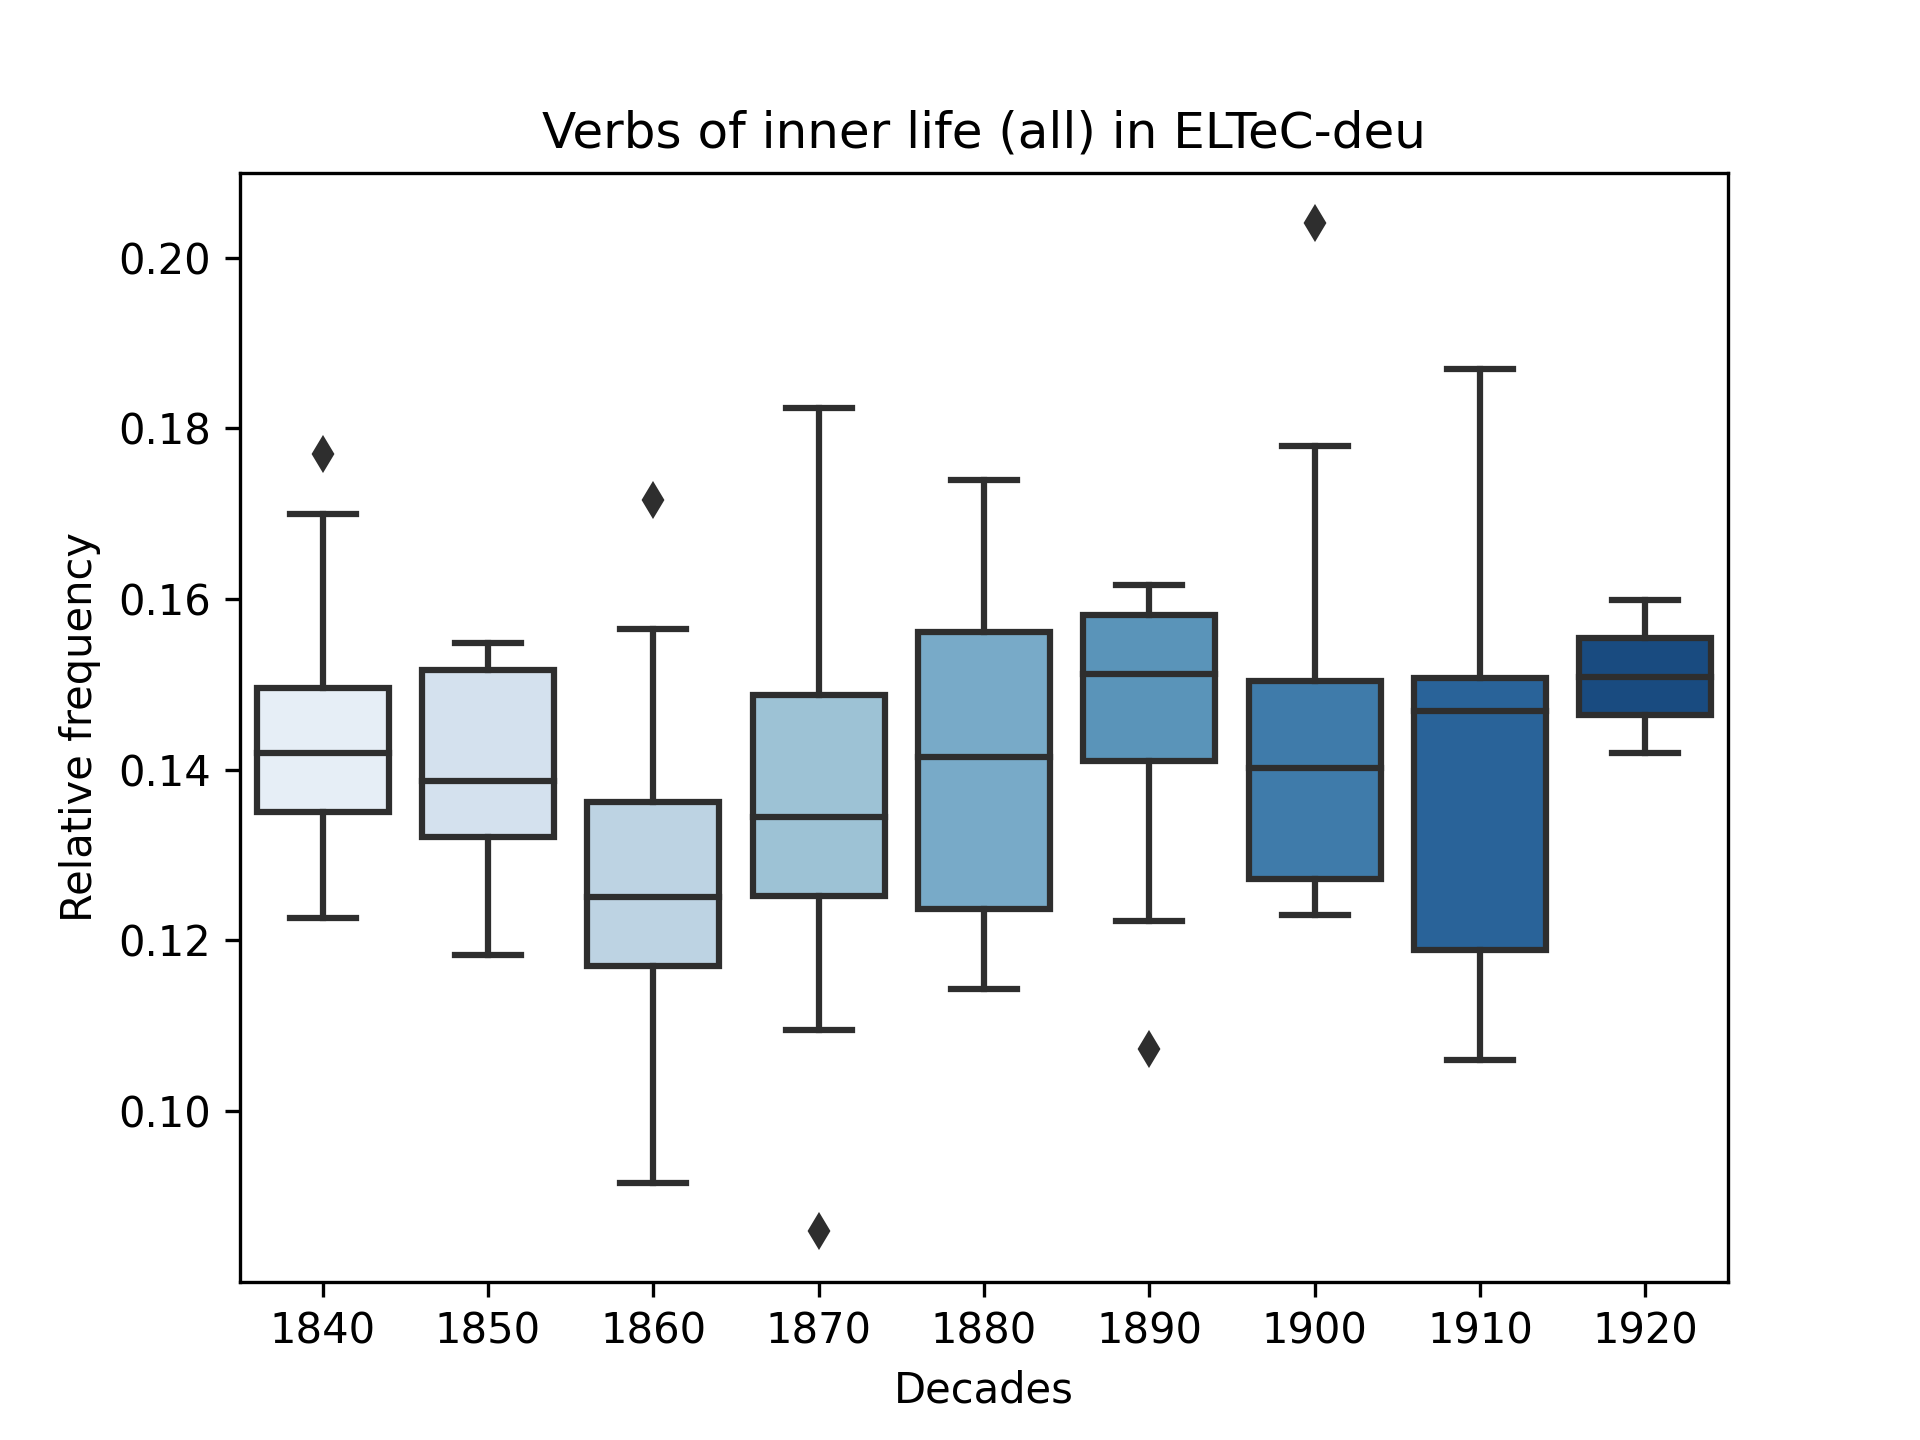 Verbs of inner life (all) in ELTeC-deu
Relative frequency
0.20
0.18
0.16
0.14
0.12
0.10
1840 1850 1860 1870 1880 1890 1900 1910 1920
Decades